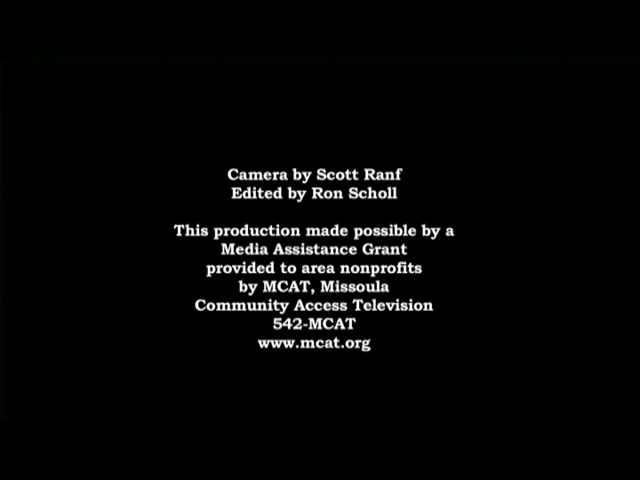 Camera by Scott Ranf
Edited by Ron Scholl
This production made possible by a
Media Assistance Grant
provided to area nonprofits
by MCAT, Missoula
Community Access Television
542-MCAT
www.mcat.org